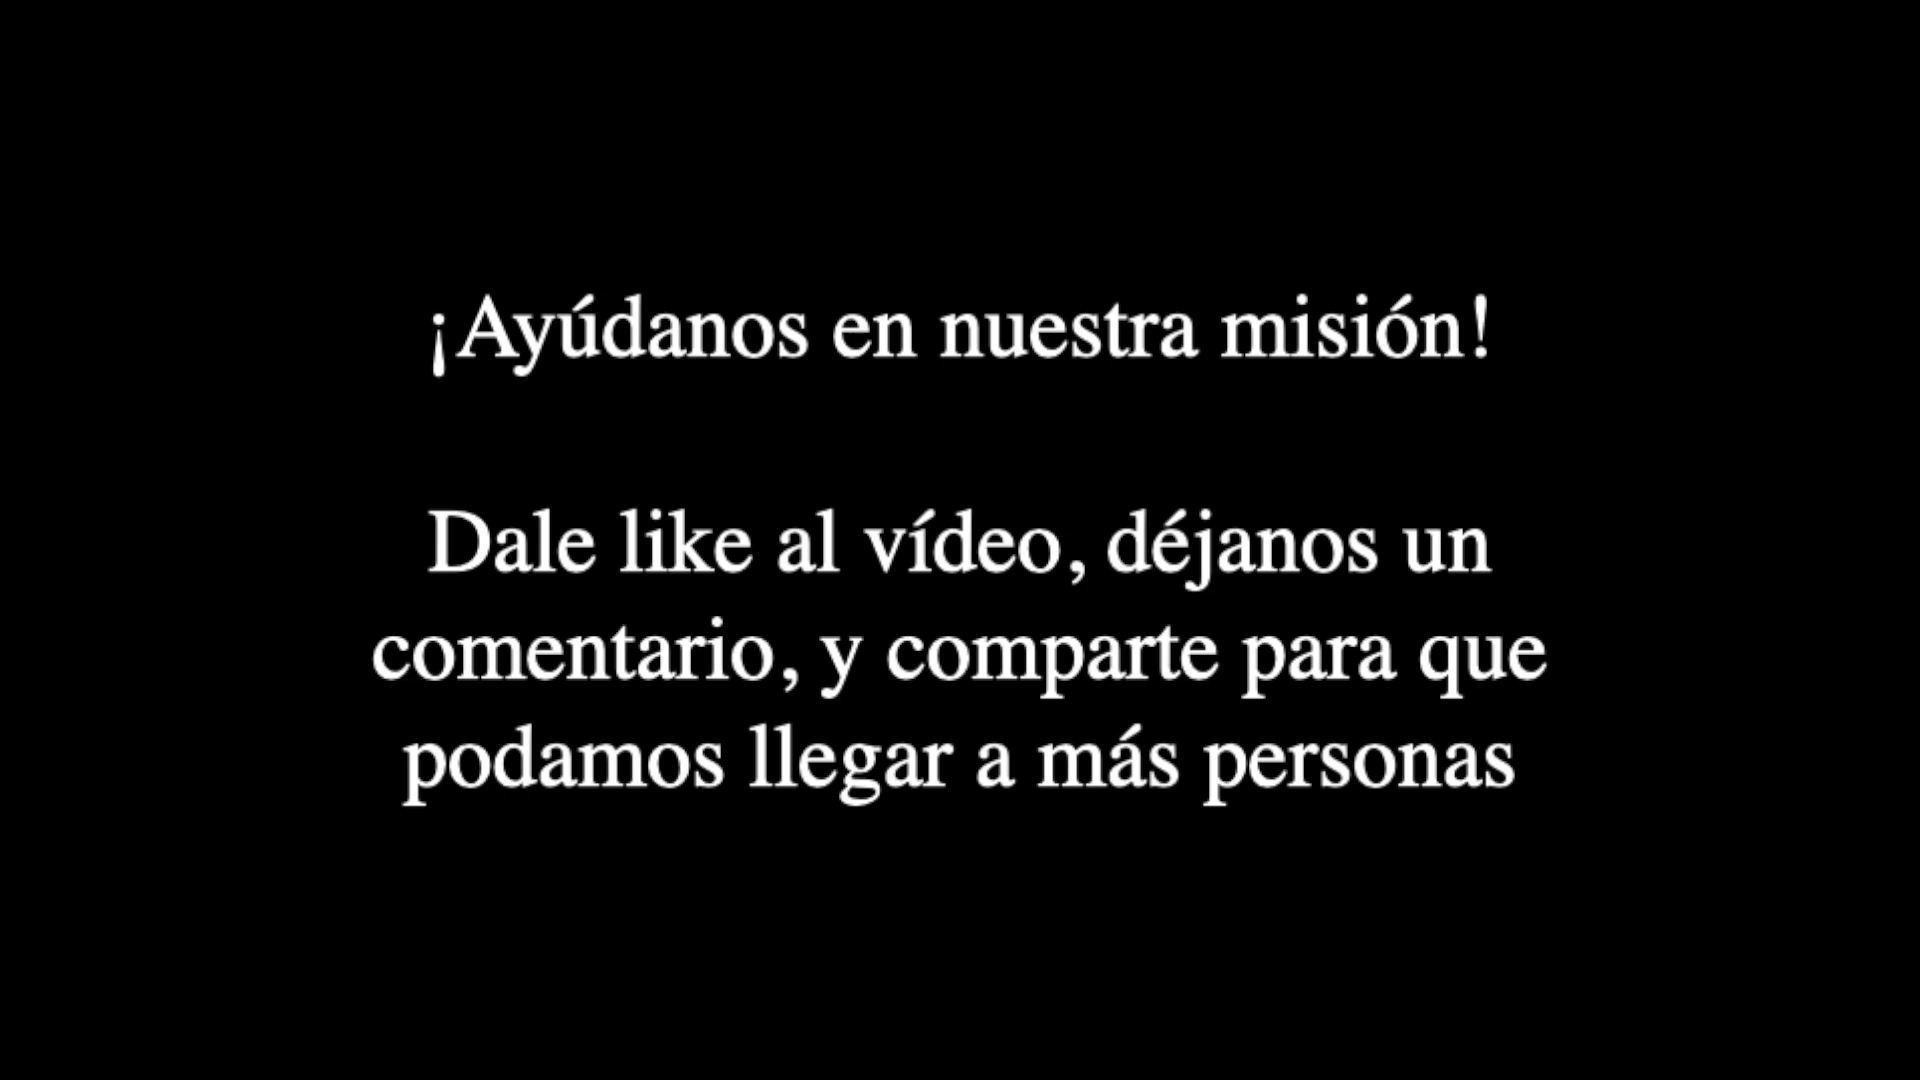 ¡Ayúdanos en nuestra misión!
Dale like al vídeo, déjanos un
comentario, y comparte para que
podamos llegar a más personas